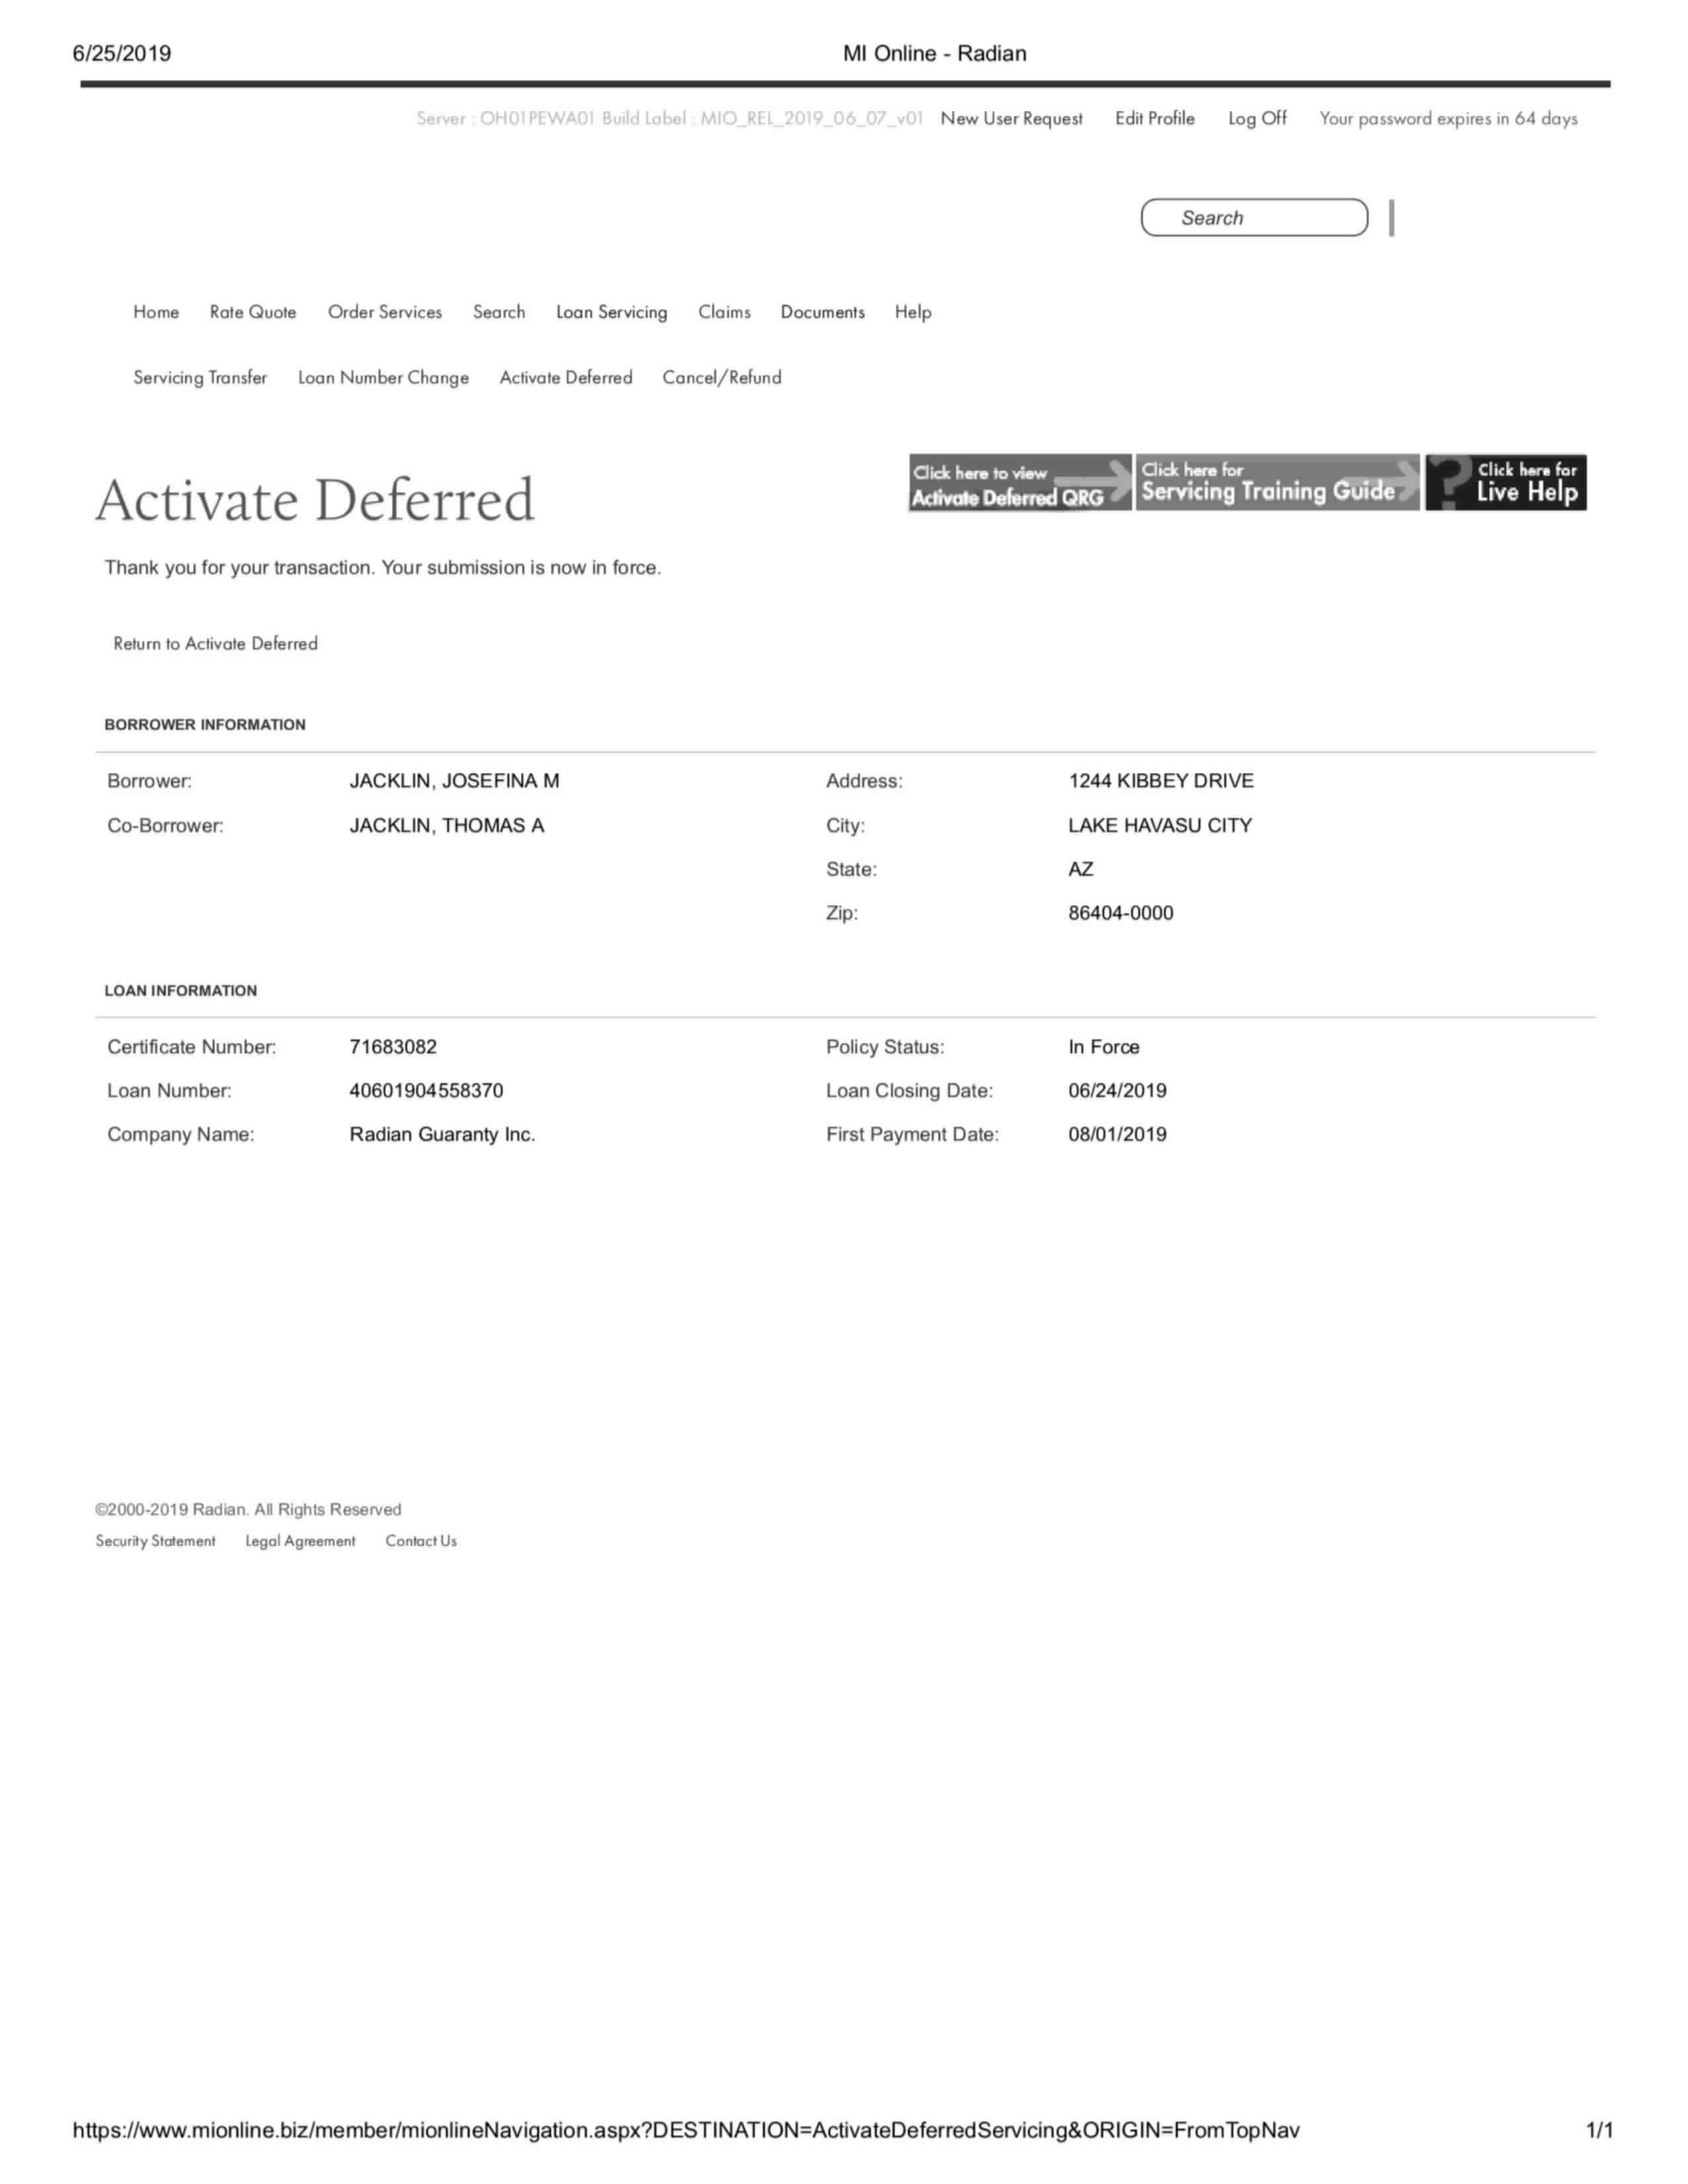 6/25/2019 MI Online - Radian
Server : OH01PEWA01 Build Label : MIO_REL_2019_06_07_v01 New User Request Edit Profile Log Off Your password expires in 64 days
Search
Home Rate Quote Order Services Search Loan Servicing Claims Documents Help
Servicing Transfer Loan Number Change Activate Deferred Cancel/Refund
Activate Deferred
Click here to view
Activate Deferred QRG
Click here for
Servicing Training Guide
Click here for
Live Help
Thank you for your transaction. Your submission is now in force.
Return to Activate Deferred
BORROWER INFORMATION
Borrower: JACKLIN, JOSEFINA M Address: 1244 KIBBEY DRIVE
Co-Borrower: JACKLIN, THOMAS A City: LAKE HAVASU CITY
State: AZ
Zip: 86404-0000
LOAN INFORMATION
Certificate Number: 71683082 Policy Status: In Force
Loan Number: 40601904558370 Loan Closing Date: 06/24/2019
Company Name: Radian Guaranty Inc. First Payment Date: 08/01/2019
©2000-2019 Radian. All Rights Reserved
Security Statement Legal Agreement Contact Us
https://www.mionline.biz/member/mionlineNavigation.aspx?DESTINATION=ActivateDeferredServicing&ORIGIN=FromTopNav 1/1